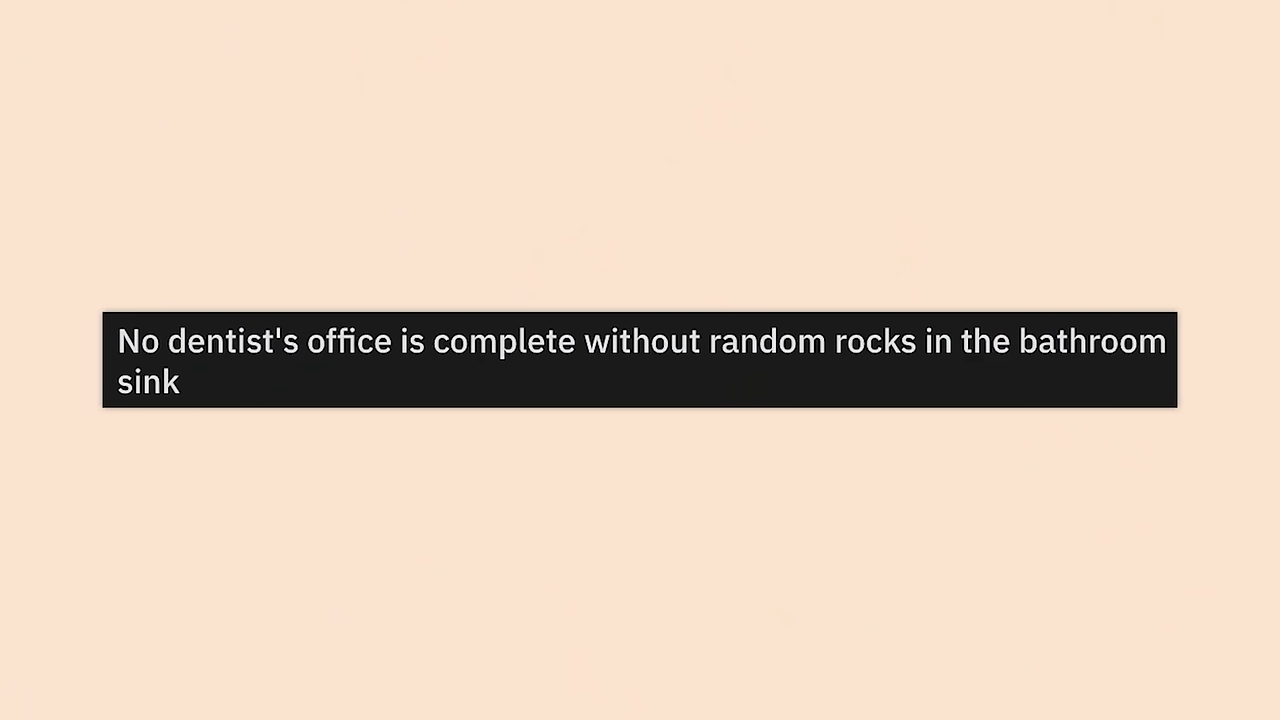 No dentist's office is complete without random rocks in the bathroom
sink